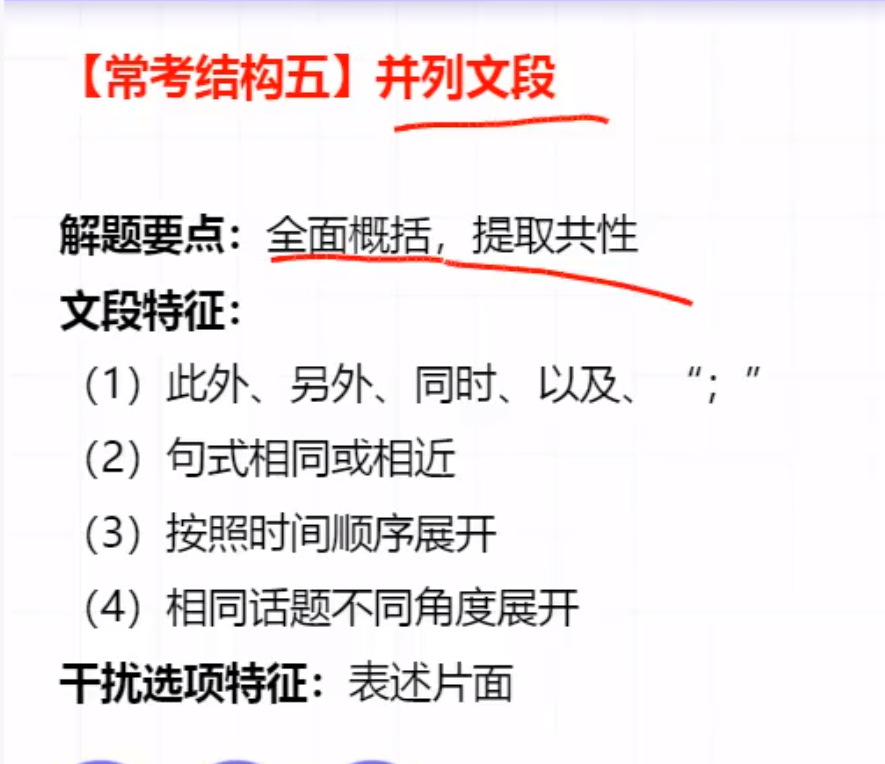 【常考结构五】并列文段
解题要点：全面概括，提取共性
文段特征：
（1）此外、另外、同时、以及、“；”
（2）句式相同或相近
（3）按照时间顺序展开
（4）相同话题不同角度展开
干扰选项特征：表述片面